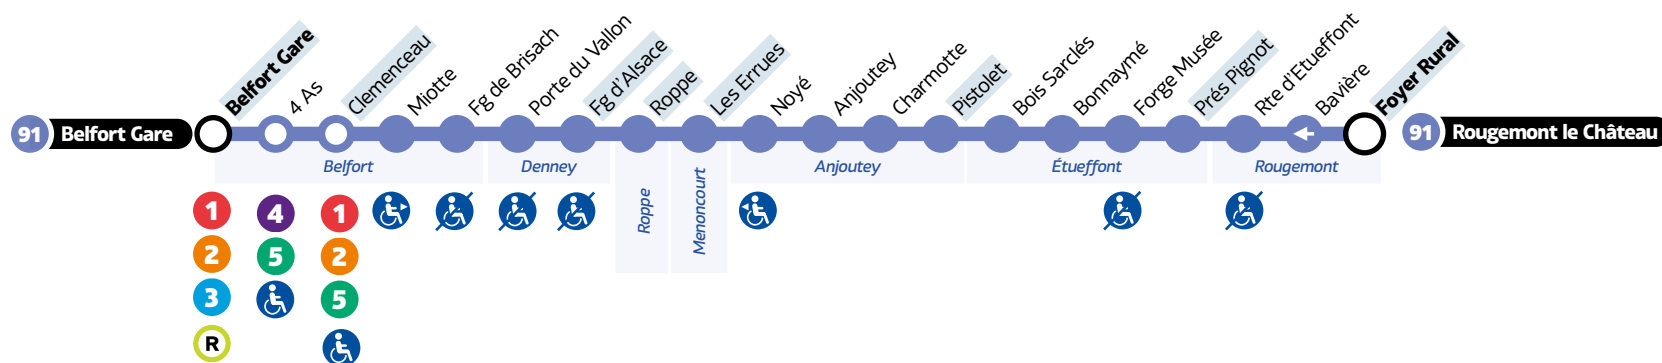 Belfort Gare
4 As
Clemenceau
Miotte
Fg de Brisach
Porte du Vallon
Fg d'Alsace
Roppe
Les Errues
Noyé
Anjoutey
Charmotte
Pistolet
Bois Sarclés
Bonnaymé
Forge Musée
Prés Pignot
Rte d'Etueffont
Bavière
Foyer Rural
91 Belfort Gare
91 Rougemont le Château
Belfort
Denney
Roppe
Menoncourt
Anjoutey
Étueffont
Rougemont
1 4 1
2 5 2
3 5
R